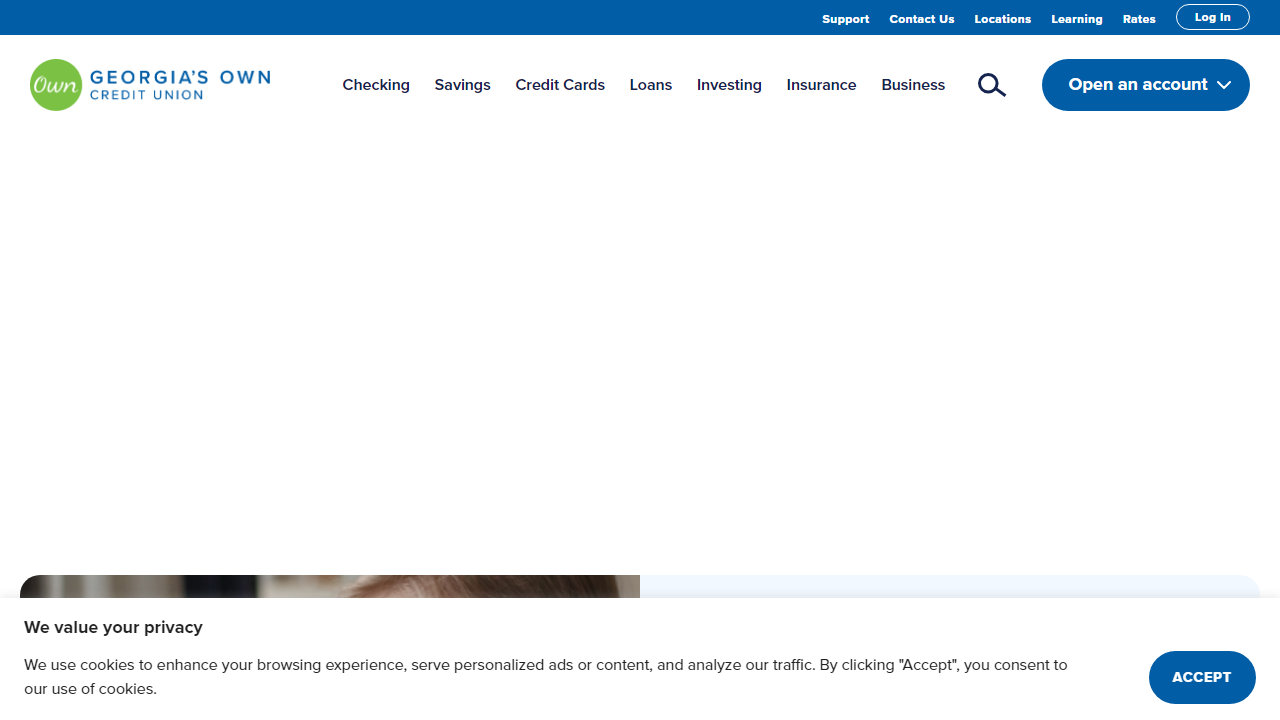 Support Contact Us Locations Learning Rates Log In
Own GEORGIA'S OWN
CREDIT UNION
Checking Savings Credit Cards Loans Investing Insurance Business Open an account
We value your privacy
We use cookies to enhance your browsing experience, serve personalized ads or content, and analyze our traffic. By clicking "Accept", you consent to
our use of cookies.
ACCEPT